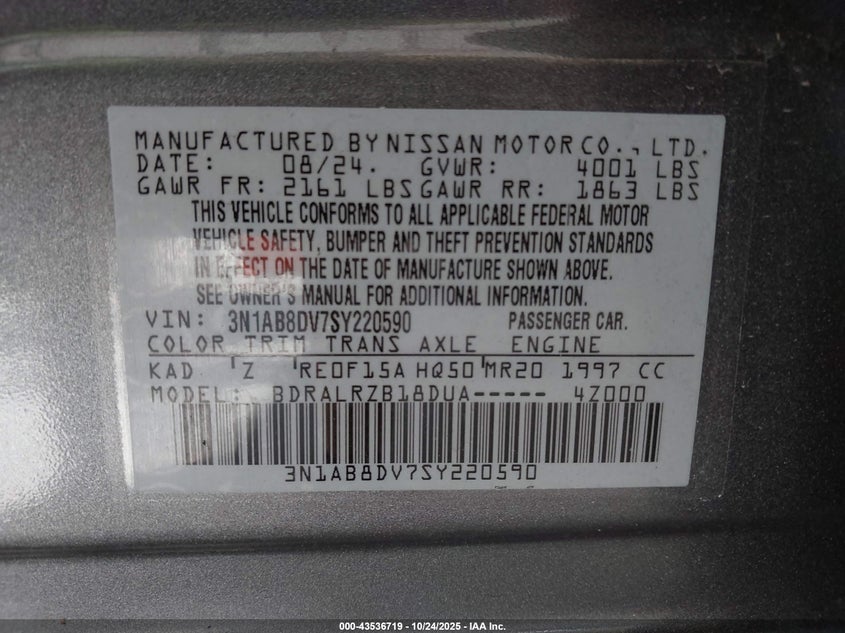 MANUFACTURED BY NISSAN MOTOR CO., LTD.
DATE: 08/24. GVWR: 4001 LBS
GAWR FR: 2161 LBS GAWR RR: 1863 LBS
THIS VEHICLE CONFORMS TO ALL APPLICABLE FEDERAL MOTOR
VEHICLE SAFETY, BUMPER AND THEFT PREVENTION STANDARDS
IN EFFECT ON THE DATE OF MANUFACTURE SHOWN ABOVE.
SEE OWNER'S MANUAL FOR ADDITIONAL INFORMATION.
VIN: 3N1AB8DV7SY220590 PASSENGER CAR.
COLOR TRIM TRANS AXLE ENGINE
KAD Z RE0F15A HQ50 MR20 1997 CC
MODEL: BDRALRZB18DUA----- 4Z000
3N1AB8DV7SY220590
000-43536719 - 10/24/2025 - IAA Inc.